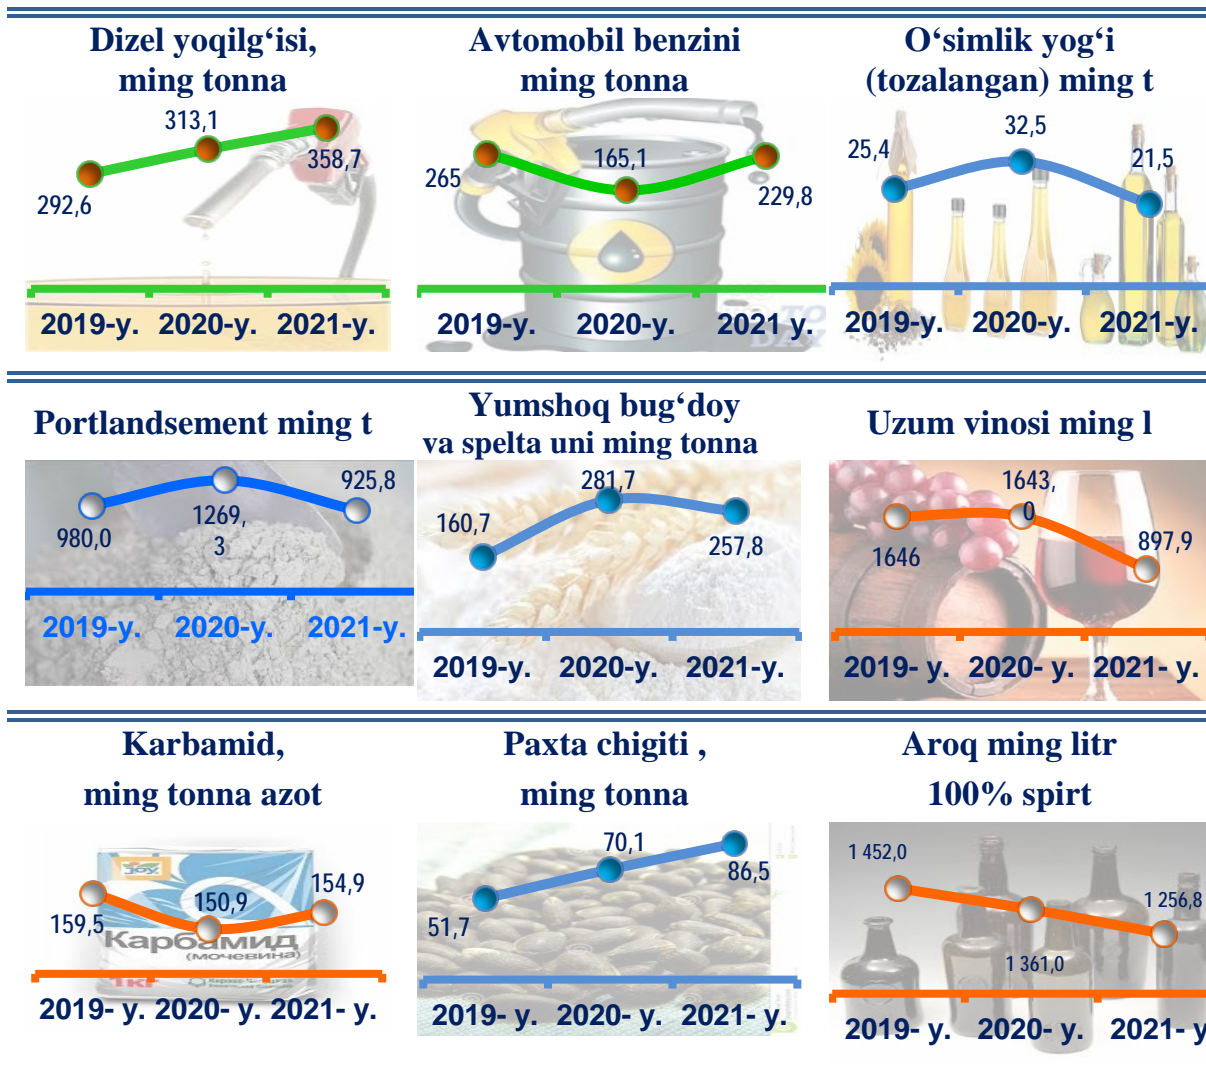 Dizel yoqilg‘isi,
ming tonna
313,1
358,7
292,6
2019-y. 2020-y. 2021-y.
Avtomobil benzini
ming tonna
265
165,1
229,8
2019-y. 2020-y. 2021 y.
O‘simlik yog‘i
(tozalangan) ming t
25,4
32,5
21,5
2019-y. 2020-y. 2021-y.
Portlandsement ming t
925,8
980,0
1269,
3
2019-y. 2020-y. 2021-y.
Yumshoq bug‘doy
va spelta uni ming tonna
281,7
160,7
257,8
2019-y. 2020-y. 2021-y.
Uzum vinosi ming l
1643,
0
1646
897,9
2019- y. 2020- y. 2021- y.
Karbamid,
ming tonna azot
JOY
154,9
150,9
159,5
Карбамид
(мочевина)
2019- y. 2020- y. 2021- y.
Paxta chigiti ,
ming tonna
70,1
86,5
51,7
2019- y. 2020- y. 2021- y.
Aroq ming litr
100% spirt
1 452,0
1 256,8
1 361,0
2019- y. 2020- y. 2021- y